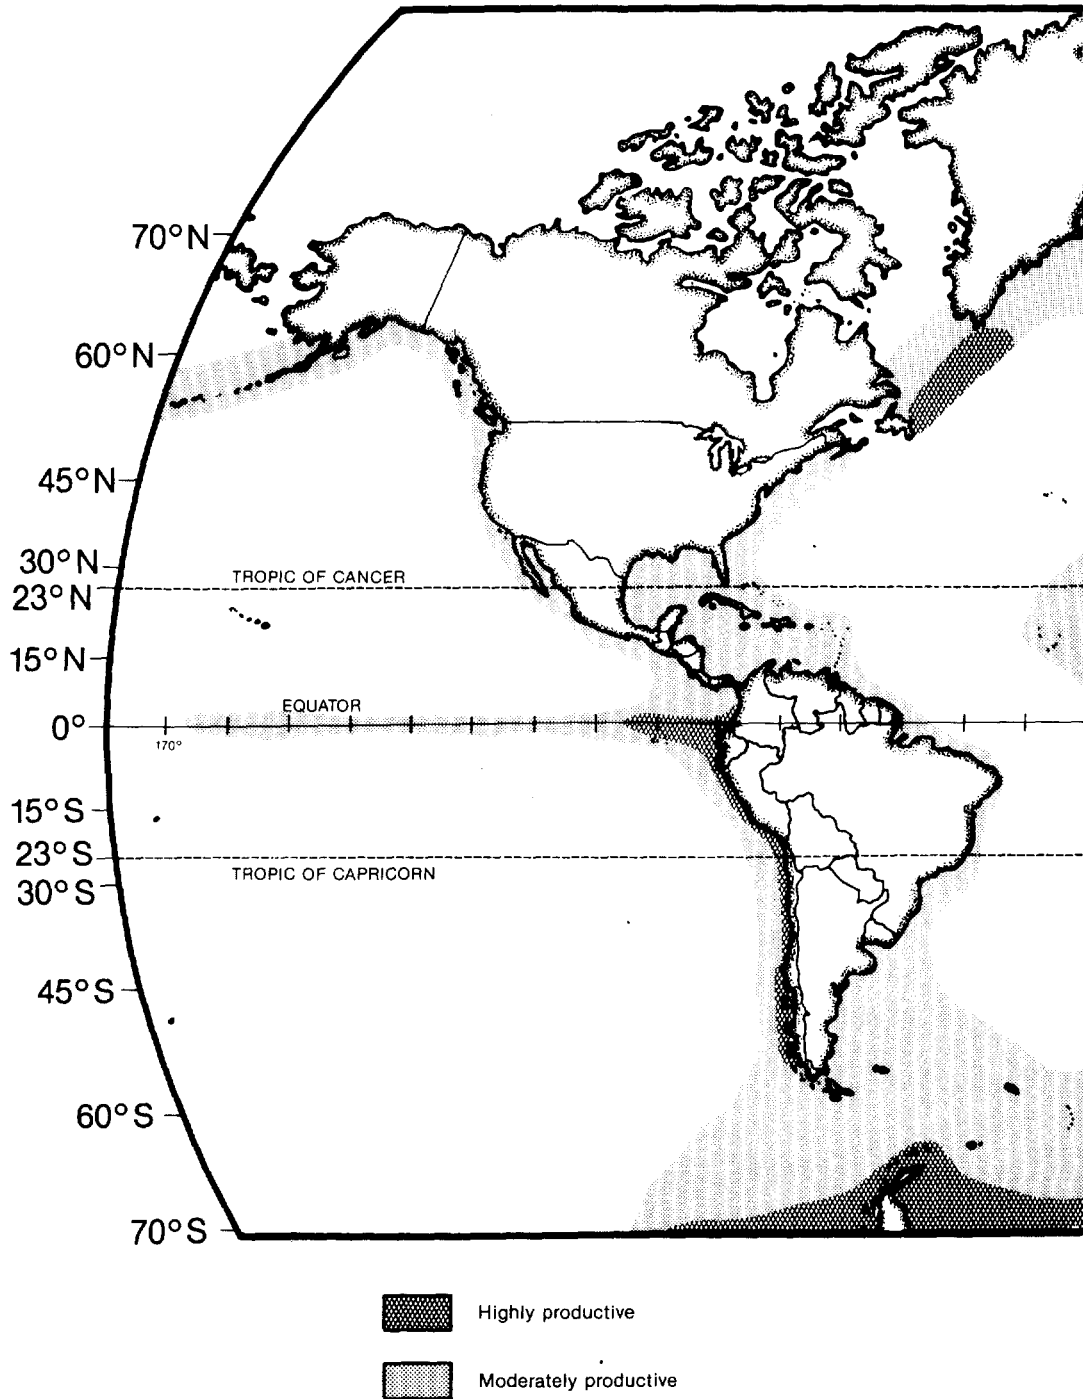 70°N
60°N
45°N
30°N
TROPIC OF CANCER
23°N
15°N
EQUATOR
0°
170°
15°S
23°S
TROPIC OF CAPRICORN
30°S
45°S
60°S
70°S
Highly productive
Moderately productive